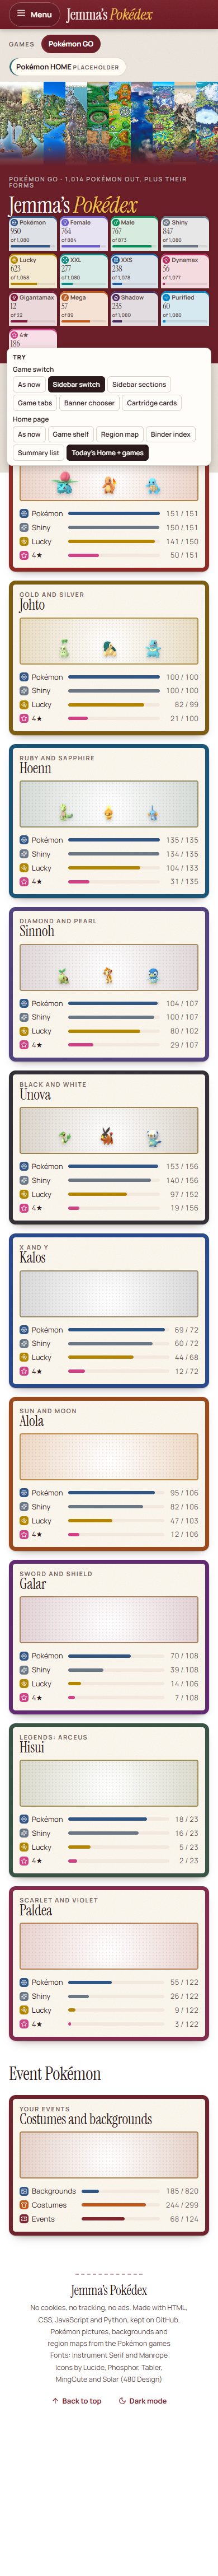 Menu
Jemma's Pokédex
GAMES
Pokémon GO
Pokémon HOME PLACEHOLDER
POKÉMON GO · 1,014 POKÉMON OUT, PLUS THEIR
FORMS
Jemma's Pokédex
Pokémon
950
of 1,080
Female
764
of 884
Male
767
of 873
Shiny
847
of 1,080
Lucky
623
of 1,058
XXL
277
of 1,080
XXS
238
of 1,078
Dynamax
56
of 1,077
Gigantamax
12
of 32
Mega
57
of 89
Shadow
235
of 1,080
Purified
60
of 1,080
4★
186
TRY
Game switch
As now
Sidebar switch
Sidebar sections
Game tabs
Banner chooser
Cartridge cards
Home page
As now
Game shelf
Region map
Binder index
Summary list
Today's Home + games
Pokémon 151 / 151
Shiny 150 / 151
Lucky 141 / 150
4★ 50 / 151
GOLD AND SILVER
Johto
Pokémon 100 / 100
Shiny 100 / 100
Lucky 82 / 99
4★ 21 / 100
RUBY AND SAPPHIRE
Hoenn
Pokémon 135 / 135
Shiny 134 / 135
Lucky 104 / 133
4★ 31 / 135
DIAMOND AND PEARL
Sinnoh
Pokémon 104 / 107
Shiny 100 / 107
Lucky 80 / 102
4★ 29 / 107
BLACK AND WHITE
Unova
Pokémon 153 / 156
Shiny 140 / 156
Lucky 97 / 152
4★ 19 / 156
X AND Y
Kalos
Pokémon 69 / 72
Shiny 60 / 72
Lucky 44 / 68
4★ 12 / 72
SUN AND MOON
Alola
Pokémon 95 / 106
Shiny 82 / 106
Lucky 47 / 103
4★ 12 / 106
SWORD AND SHIELD
Galar
Pokémon 70 / 108
Shiny 39 / 108
Lucky 14 / 106
4★ 7 / 108
LEGENDS: ARCEUS
Hisui
Pokémon 18 / 23
Shiny 16 / 23
Lucky 5 / 23
4★ 2 / 23
SCARLET AND VIOLET
Paldea
Pokémon 55 / 122
Shiny 26 / 122
Lucky 9 / 122
4★ 3 / 122
Event Pokémon
YOUR EVENTS
Costumes and backgrounds
Backgrounds 185 / 820
Costumes 244 / 299
Events 68 / 124
Jemma's Pokédex
No cookies, no tracking, no ads. Made with HTML,
CSS, JavaScript and Python, kept on GitHub.
Pokémon pictures, backgrounds and
region maps from the Pokémon games
Fonts: Instrument Serif and Manrope
Icons by Lucide, Phosphor, Tabler,
MingCute and Solar (480 Design)
Back to top
Dark mode